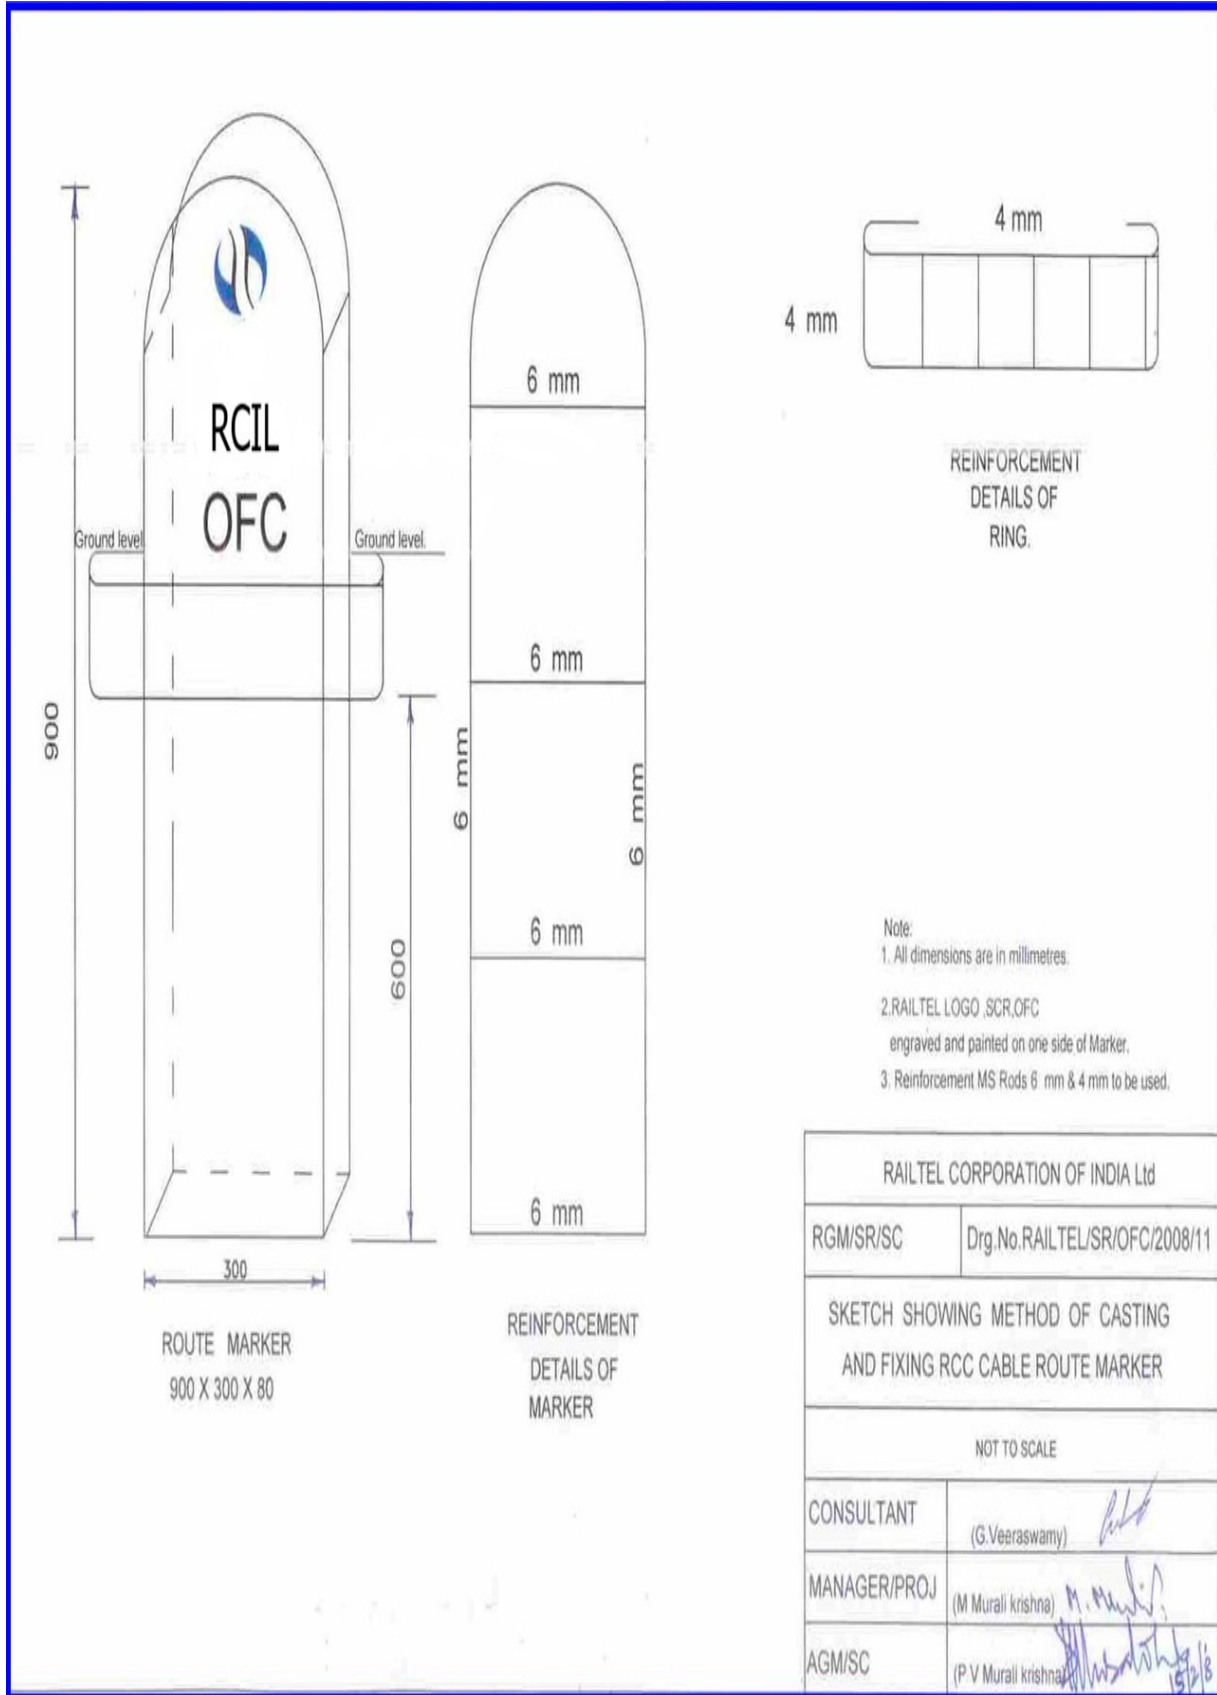 RCIL
OFC
Ground level.
Ground level.
900
600
300
ROUTE MARKER
900 X 300 X 80
6 mm
6 mm
6 mm
6 mm
6 mm
6 mm
REINFORCEMENT
DETAILS OF
MARKER
4 mm
4 mm
REINFORCEMENT
DETAILS OF
RING.
Note:
1. All dimensions are in millimetres.
2.RAILTEL LOGO ,SCR,OFC
engraved and painted on one side of Marker.
3. Reinforcement MS Rods 6 mm & 4 mm to be used.
RAILTEL CORPORATION OF INDIA Ltd
RGM/SR/SC Drg.No.RAILTEL/SR/OFC/2008/11
SKETCH SHOWING METHOD OF CASTING
AND FIXING RCC CABLE ROUTE MARKER
NOT TO SCALE
CONSULTANT (G.Veeraswamy)
MANAGER/PROJ (M Murali krishna)
AGM/SC (P V Murali krishna)